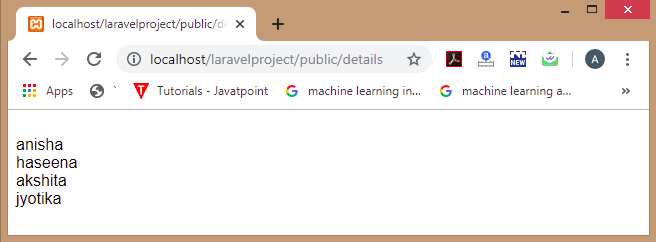 localhost/laravelproject/public/de
localhost/laravelproject/public/details
NEW
A
Apps
Tutorials - Javatpoint
machine learning in...
machine learning a...
»
anisha
haseena
akshita
jyotika